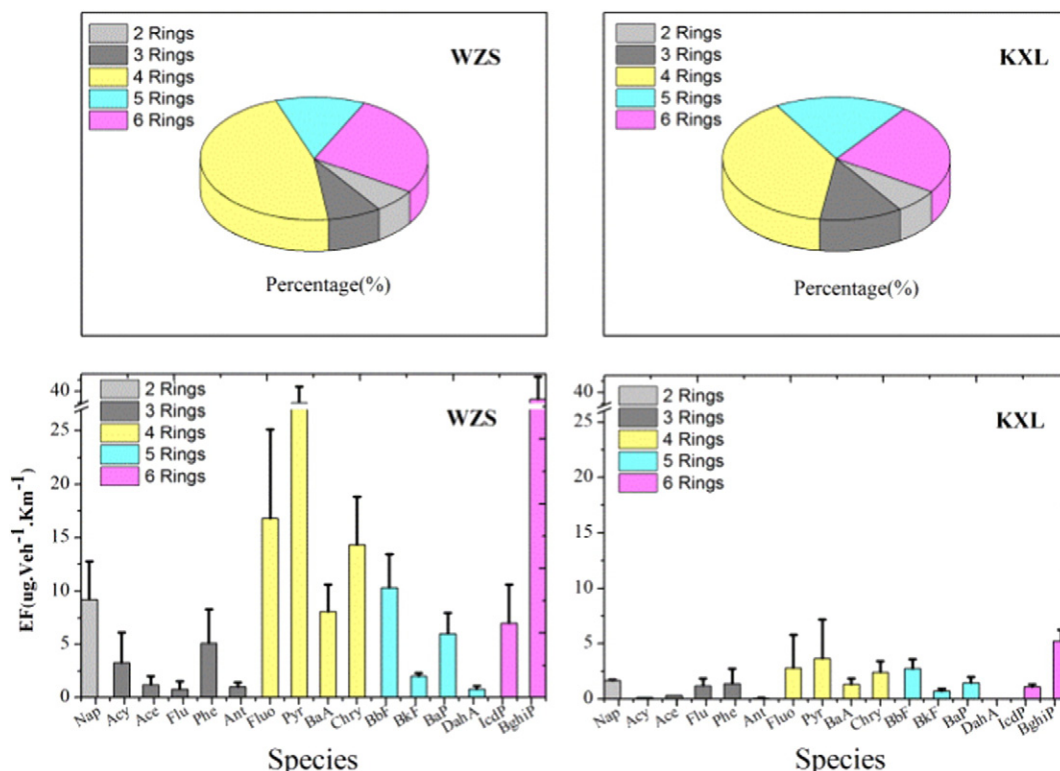 2 Rings
3 Rings
4 Rings
5 Rings
6 Rings
WZS
Percentage(%)
2 Rings
3 Rings
4 Rings
5 Rings
6 Rings
KXL
Percentage(%)
EF(ug.Veh⁻¹.Km⁻¹)
40
25
20
15
10
5
0
2 Rings
3 Rings
4 Rings
5 Rings
6 Rings
WZS
Nap Acy Ace Flu Phe Ant Fluo Pyr BaA Chry BbF BkF BaP DahA IcdP BghiP
Species
40
25
20
15
10
5
0
2 Rings
3 Rings
4 Rings
5 Rings
6 Rings
KXL
Nap Acy Ace Flu Phe Ant Fluo Pyr BaA Chry BbF BkF BaP DahA IcdP BghiP
Species